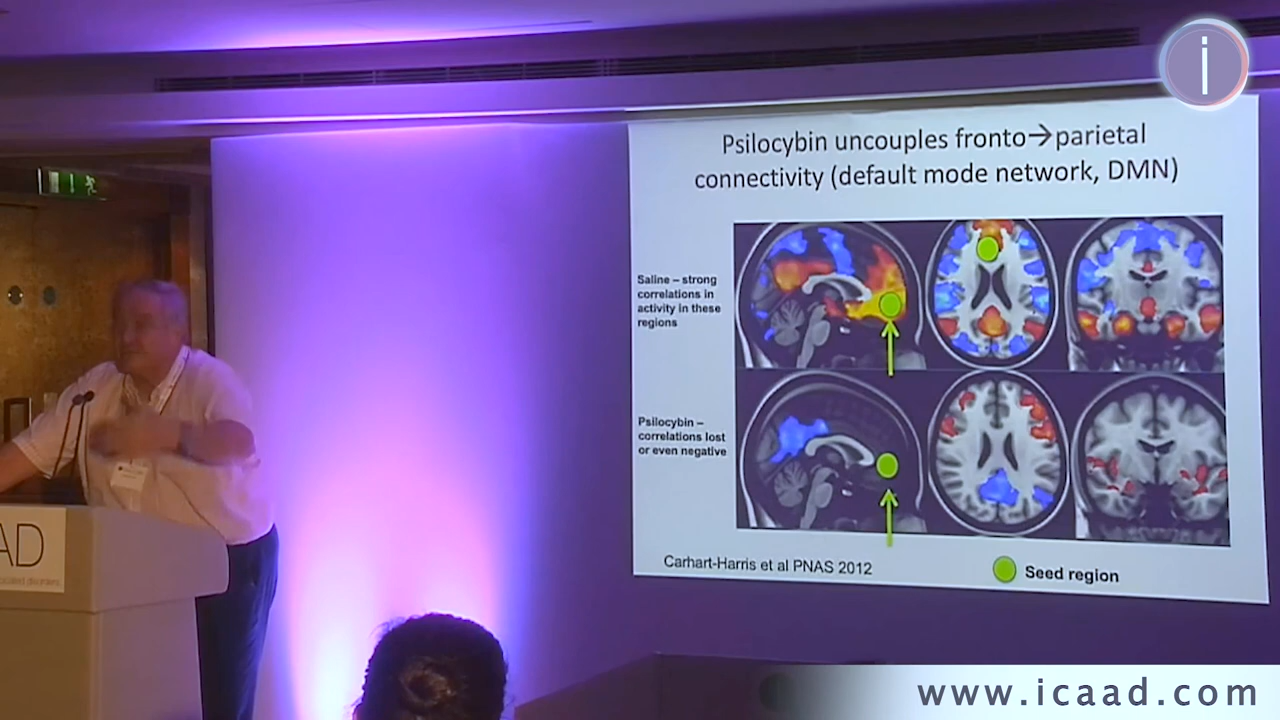 i
Psilocybin uncouples fronto→parietal
connectivity (default mode network, DMN)
Saline – strong
correlations in
activity in these
regions
Psilocybin –
correlations lost
or even negative
Carhart-Harris et al PNAS 2012
Seed region
AD
disorders
www.icaad.com